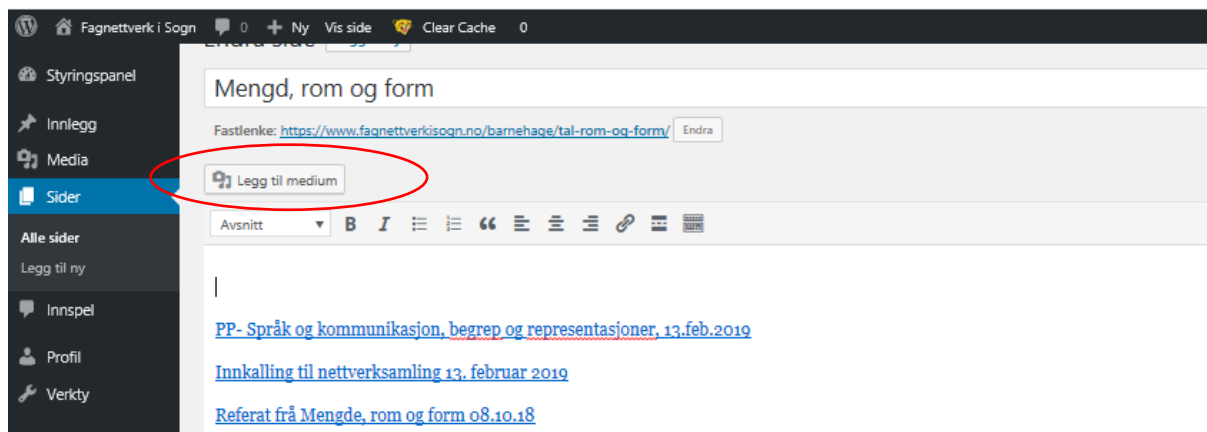 Fagnettverk i Sogn 0 Ny Vis side Clear Cache 0
Endra side
Styringspanel
Mengd, rom og form
Innlegg
Fastlenke: https://www.fagnettverkisogn.no/barnehage/tal-rom-og-form/ Endra
Media
Legg til medium
Sider
Avsnitt B I
Alle sider
Legg til ny
Innspel
PP- Språk og kommunikasjon, begrep og representasjoner, 13.feb.2019
Profil
Innkalling til nettverksamling 13. februar 2019
Verkty
Referat frå Mengde, rom og form 08.10.18